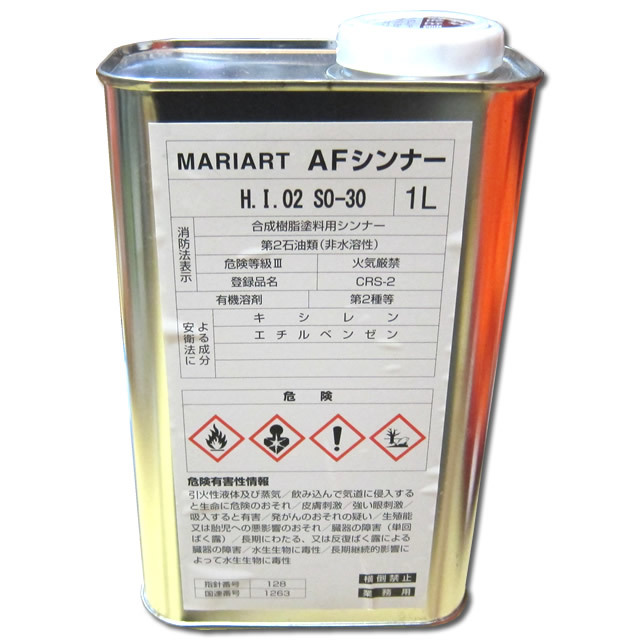 MARIART AFシンナー
H.I.02 SO-30 1L
消防法表示
合成樹脂塗料用シンナー
第2石油類(非水溶性)
危険等級Ⅲ 火気厳禁
登録品名 CRS-2
有機溶剤 第2種等
安衛法に
よる成分
キシレン
エチルベンゼン
危険
危険有害性情報
引火性液体及び蒸気／飲み込んで気道に侵入する
と生命に危険のおそれ／皮膚刺激／強い眼刺激／
吸入すると有害／発がんのおそれの疑い／生殖能
又は胎児への悪影響のおそれ／臓器の障害(単回
ばく露)／長期にわたる、又は反復ばく露による
臓器の障害／水生生物に毒性／長期継続的影響に
よって水生生物に毒性
指針番号 128
国連番号 1263
横倒禁止
業務用